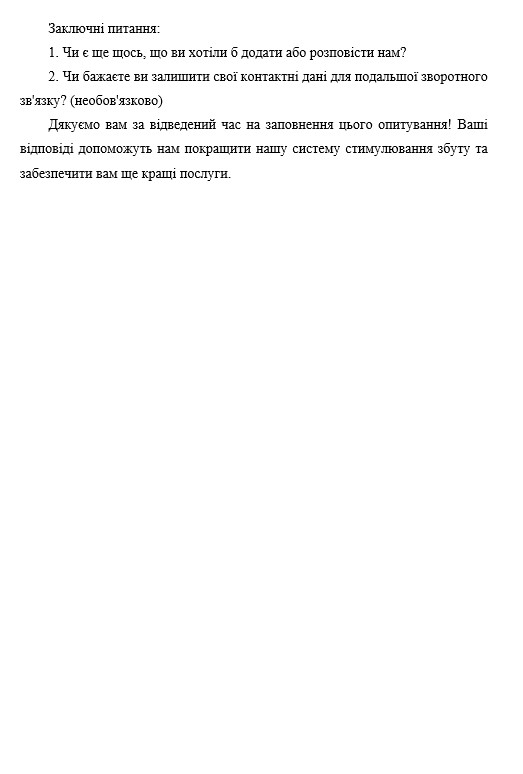 Заключні питання:
1. Чи є ще щось, що ви хотіли б додати або розповісти нам?
2. Чи бажаєте ви залишити свої контактні дані для подальшої зворотного
зв'язку? (необов'язково)
Дякуємо вам за відведений час на заповнення цього опитування! Ваші
відповіді допоможуть нам покращити нашу систему стимулювання збуту та
забезпечити вам ще кращі послуги.